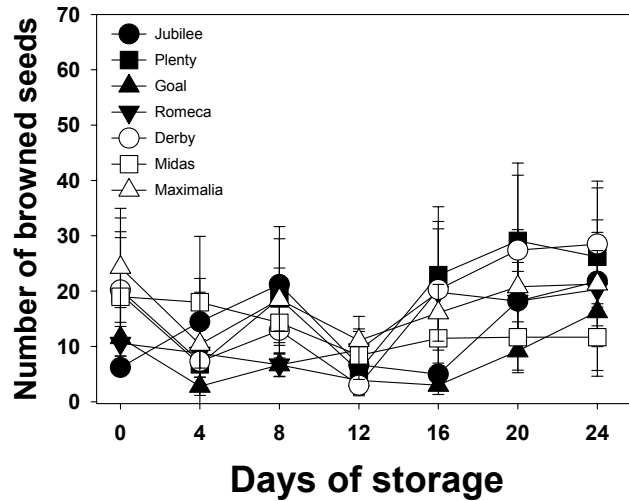 Number of browned seeds
70
60
50
40
30
20
10
0
Jubilee
Plenty
Goal
Romeca
Derby
Midas
Maximalia
0 4 8 12 16 20 24
Days of storage